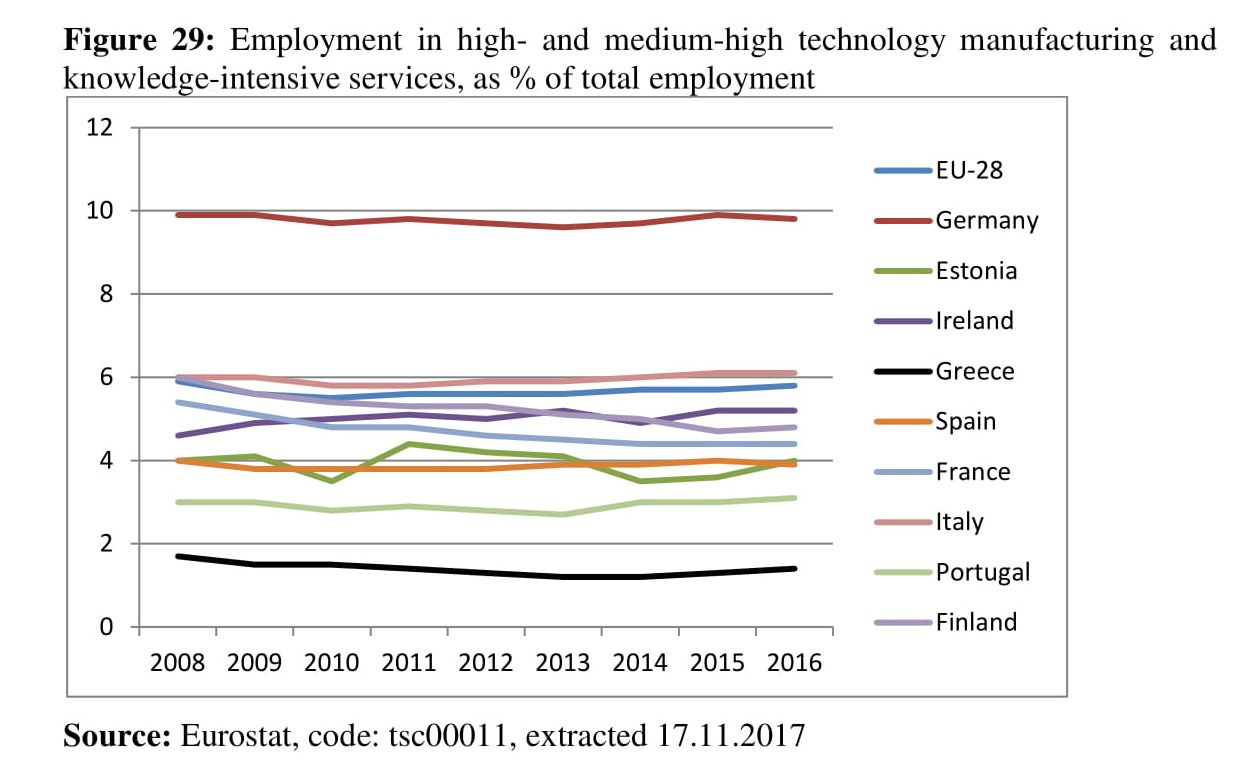 Figure 29: Employment in high- and medium-high technology manufacturing and
knowledge-intensive services, as % of total employment
12
10
8
6
4
2
0
2008 2009 2010 2011 2012 2013 2014 2015 2016
EU-28
Germany
Estonia
Ireland
Greece
Spain
France
Italy
Portugal
Finland
Source: Eurostat, code: tsc00011, extracted 17.11.2017